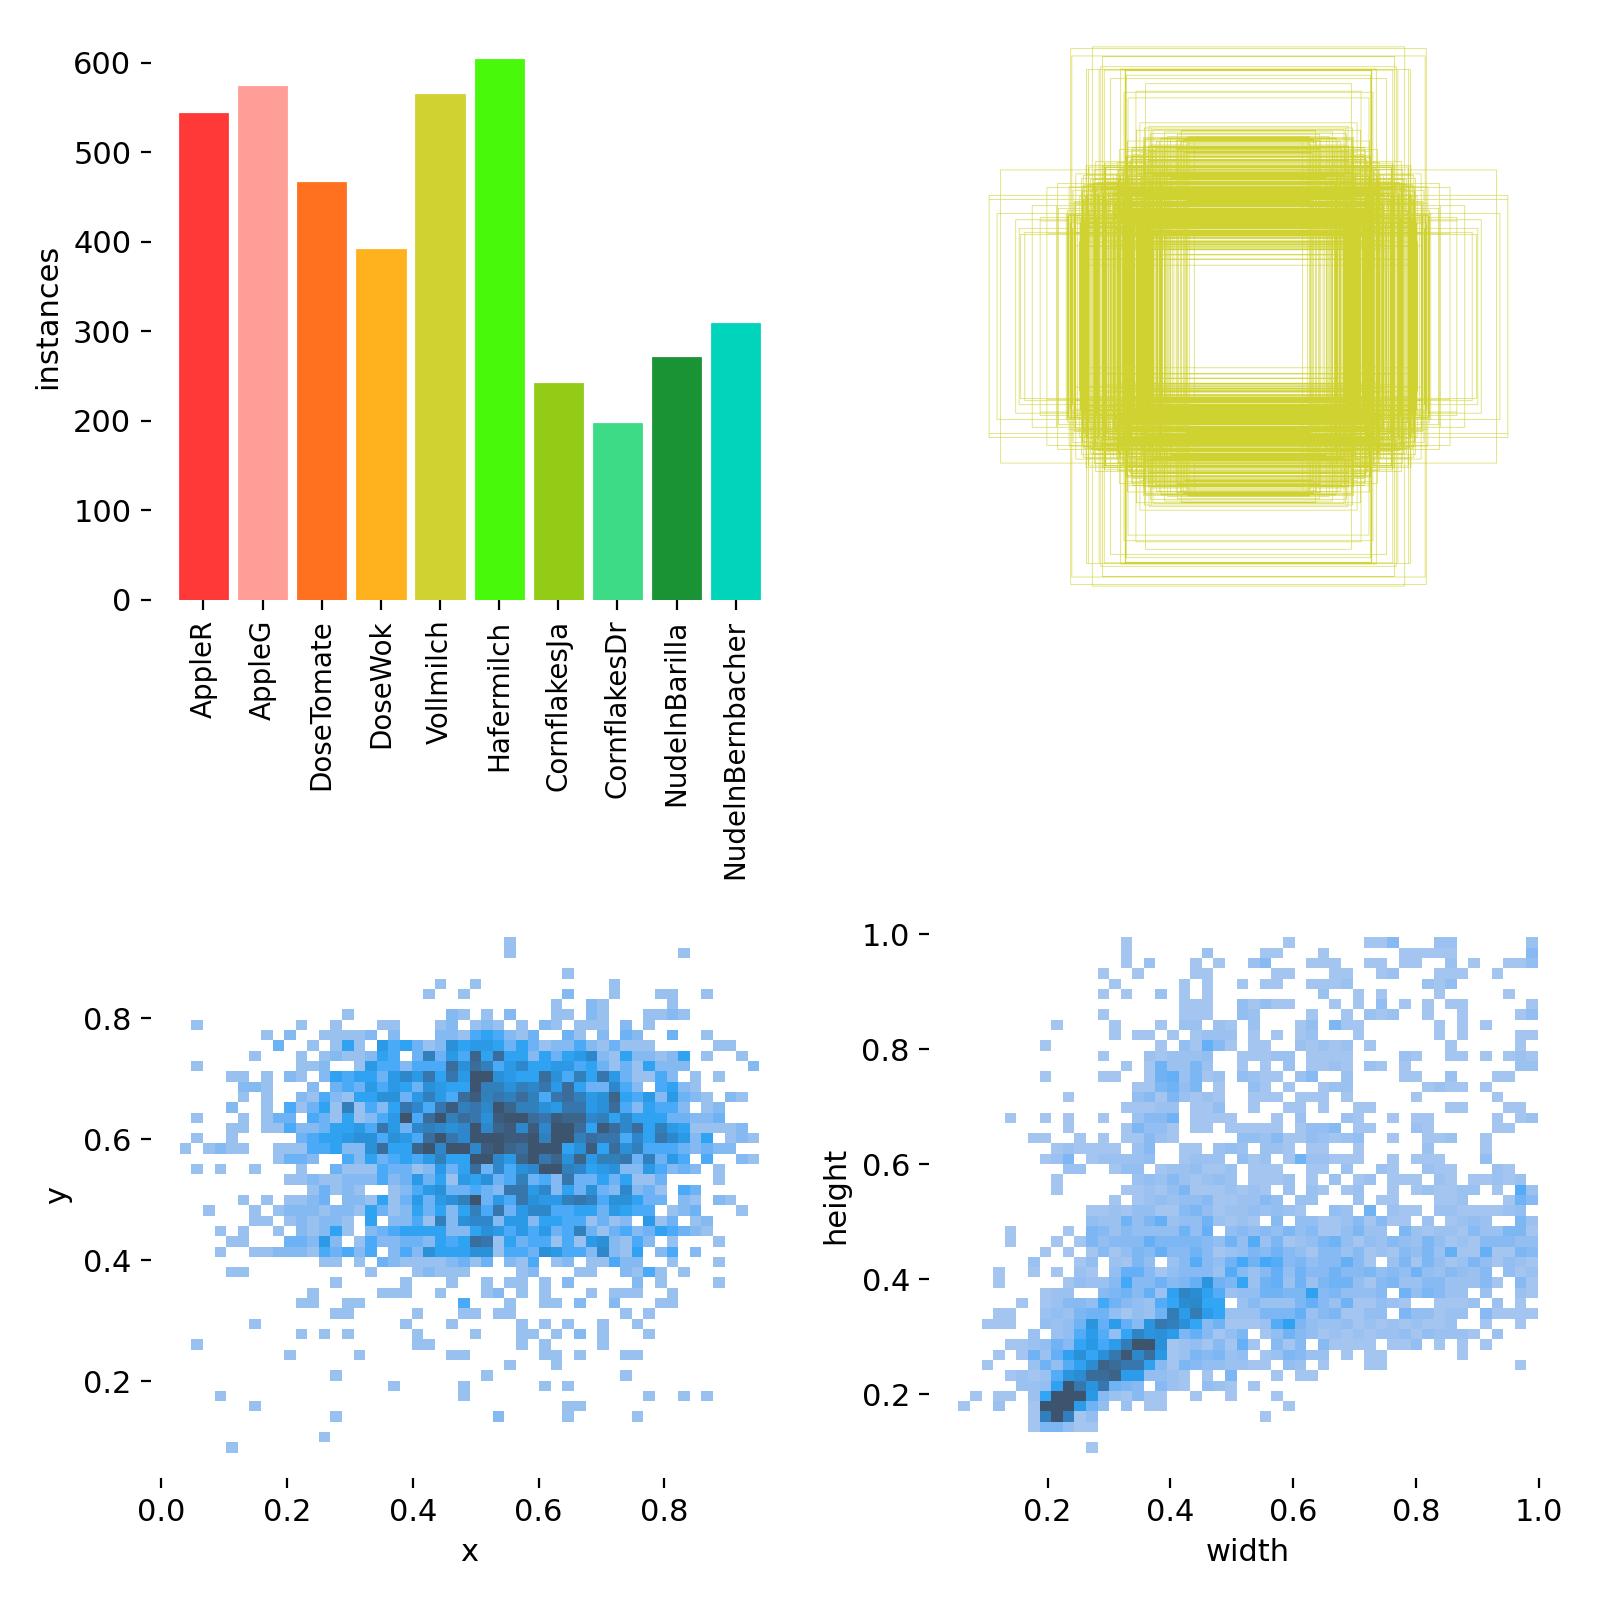 600
500
400
300
200
100
0
instances
AppleR
AppleG
DoseTomate
DoseWok
Vollmilch
Hafermilch
CornflakesJa
CornflakesDr
NudelnBarilla
NudelnBernbacher
0.8
0.6
0.4
0.2
y
0.0 0.2 0.4 0.6 0.8
x
1.0
0.8
0.6
0.4
0.2
height
0.2 0.4 0.6 0.8 1.0
width